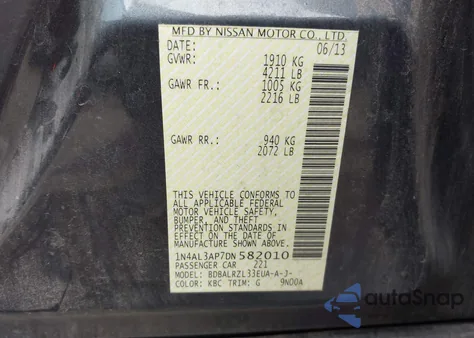 MFD BY NISSAN MOTOR CO., LTD.
DATE: 06/13
GVWR: 1910 KG
4211 LB
GAWR FR.: 1005 KG
2216 LB
GAWR RR.: 940 KG
2072 LB
THIS VEHICLE CONFORMS TO
ALL APPLICABLE FEDERAL
MOTOR VEHICLE SAFETY,
BUMPER, AND THEFT
PREVENTION STANDARDS IN
EFFECT ON THE DATE OF
MANUFACTURE SHOWN ABOVE.
1N4AL3AP7DN 582010
PASSENGER CAR 221
MODEL: BDBALRZL33EUA-A-J-
COLOR: KBC TRIM: G 9N00A
autoSnap